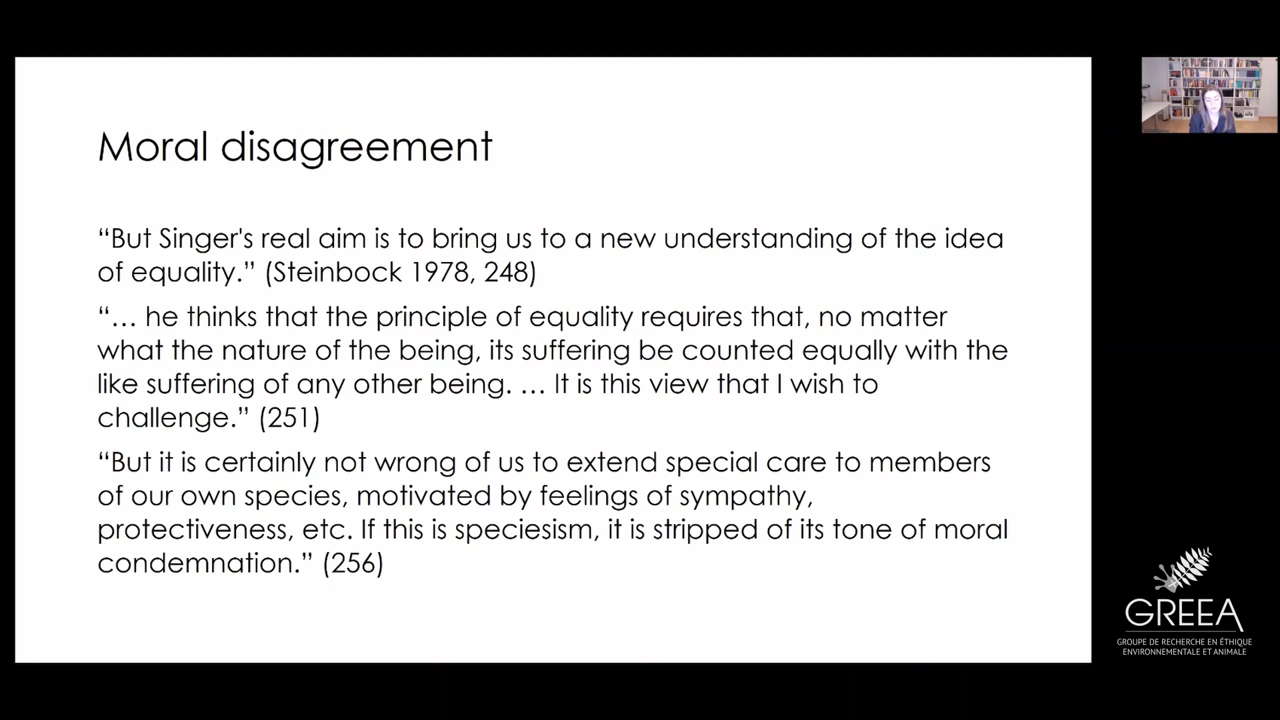 Moral disagreement
“But Singer's real aim is to bring us to a new understanding of the idea
of equality.” (Steinbock 1978, 248)
“… he thinks that the principle of equality requires that, no matter
what the nature of the being, its suffering be counted equally with the
like suffering of any other being. … It is this view that I wish to
challenge.” (251)
“But it is certainly not wrong of us to extend special care to members
of our own species, motivated by feelings of sympathy,
protectiveness, etc. If this is speciesism, it is stripped of its tone of moral
condemnation.” (256)
GREEA
GROUPE DE RECHERCHE EN ÉTHIQUE
ENVIRONNEMENTALE ET ANIMALE